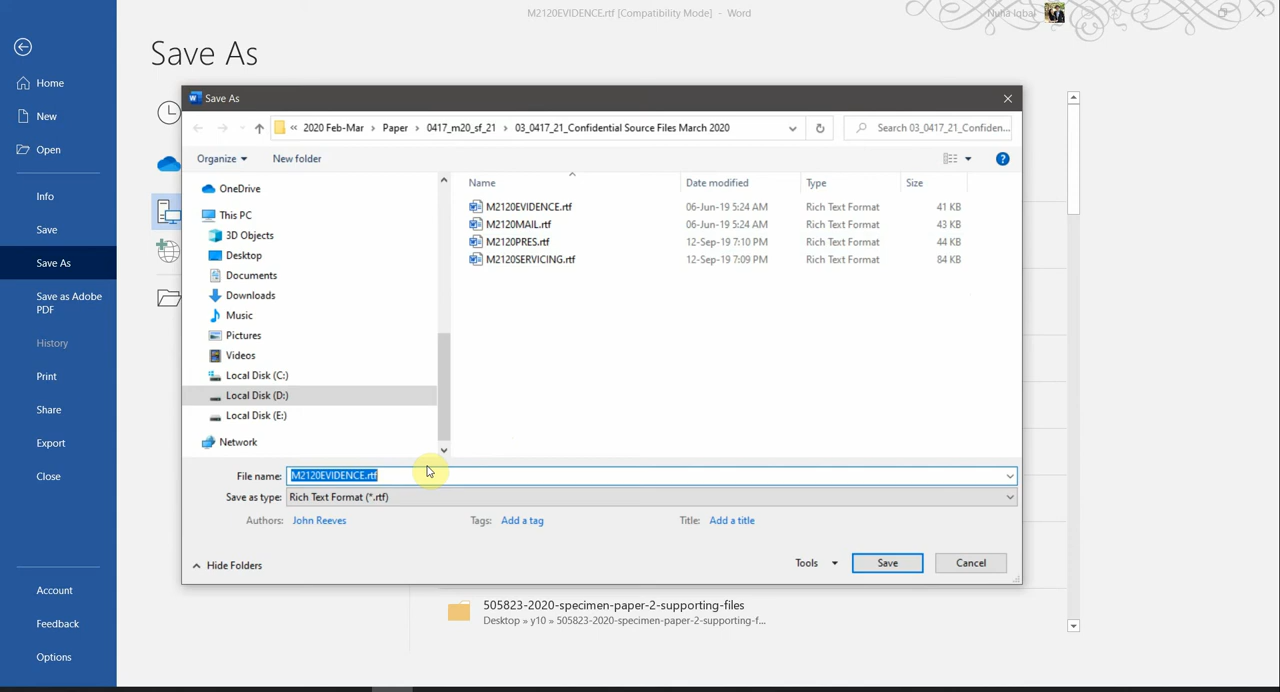 M2120EVIDENCE.rtf [Compatibility Mode] - Word
Nuha Iqbal
Save As
Home
New
Open
Info
Save
Save As
Save as Adobe
PDF
History
Print
Share
Export
Close
Account
Feedback
Options
Save As
« 2020 Feb-Mar > Paper > 0417_m20_sf_21 > 03_0417_21_Confidential Source Files March 2020
Search 03_0417_21_Confiden...
Organize
New folder
OneDrive
This PC
3D Objects
Desktop
Documents
Downloads
Music
Pictures
Videos
Local Disk (C:)
Local Disk (D:)
Local Disk (E:)
Network
Name Date modified Type Size
M2120EVIDENCE.rtf 06-Jun-19 5:24 AM Rich Text Format 41 KB
M2120MAIL.rtf 06-Jun-19 5:24 AM Rich Text Format 43 KB
M2120PRES.rtf 12-Sep-19 7:10 PM Rich Text Format 44 KB
M2120SERVICING.rtf 12-Sep-19 7:09 PM Rich Text Format 84 KB
File name: M2120EVIDENCE.rtf
Save as type: Rich Text Format (*.rtf)
Authors: John Reeves Tags: Add a tag Title: Add a title
Hide Folders
Tools
Save
Cancel
505823-2020-specimen-paper-2-supporting-files
Desktop » y10 » 505823-2020-specimen-paper-2-supporting-f...